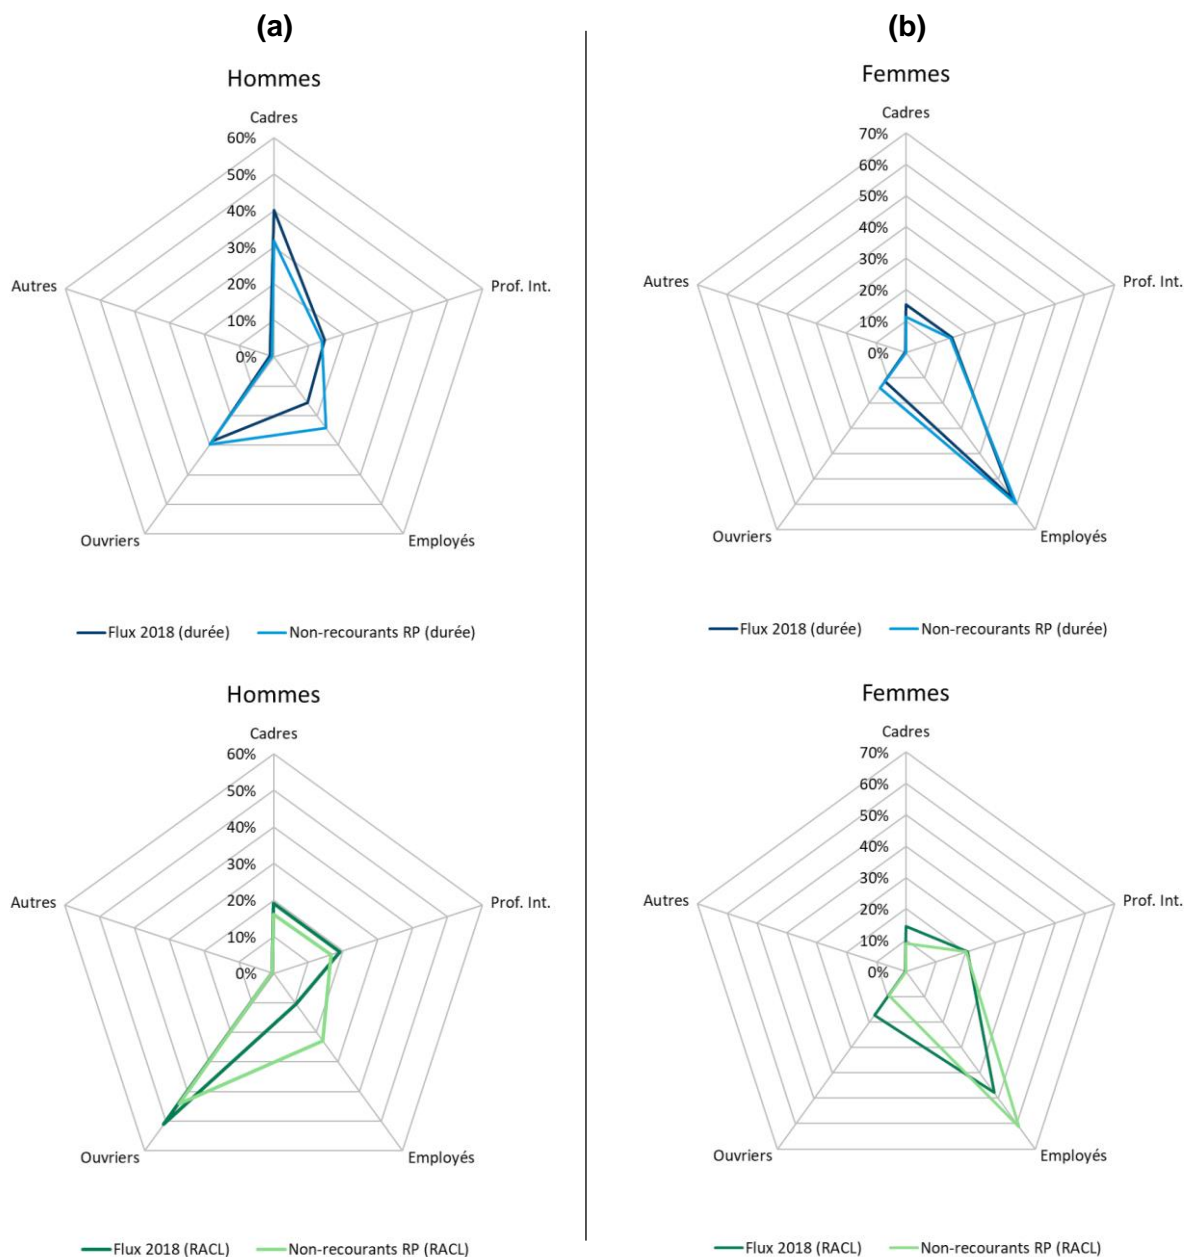 (a)
Hommes
Cadres
60%
50%
40%
30%
20%
10%
0%
Autres
Prof. Int.
Ouvriers
Employés
Flux 2018 (durée)
Non-recourants RP (durée)
(b)
Femmes
Cadres
70%
60%
50%
40%
30%
20%
10%
0%
Autres
Prof. Int.
Ouvriers
Employés
Flux 2018 (durée)
Non-recourants RP (durée)
Hommes
Cadres
60%
50%
40%
30%
20%
10%
0%
Autres
Prof. Int.
Ouvriers
Employés
Flux 2018 (RACL)
Non-recourants RP (RACL)
Femmes
Cadres
70%
60%
50%
40%
30%
20%
10%
0%
Autres
Prof. Int.
Ouvriers
Employés
Flux 2018 (RACL)
Non-recourants RP (RACL)